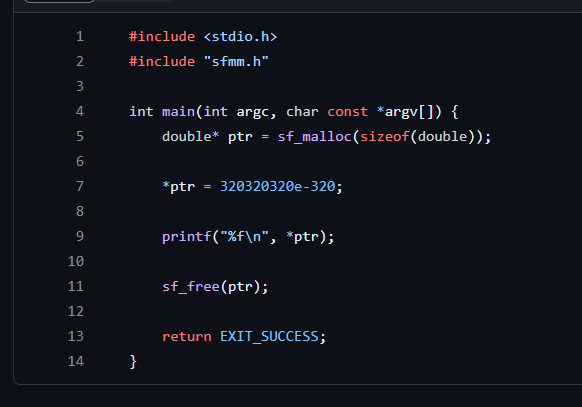 1 #include <stdio.h>
2 #include "sfmm.h"
3
4 int main(int argc, char const *argv[]) {
5 double* ptr = sf_malloc(sizeof(double));
6
7 *ptr = 320320320e-320;
8
9 printf("%f\n", *ptr);
10
11 sf_free(ptr);
12
13 return EXIT_SUCCESS;
14 }